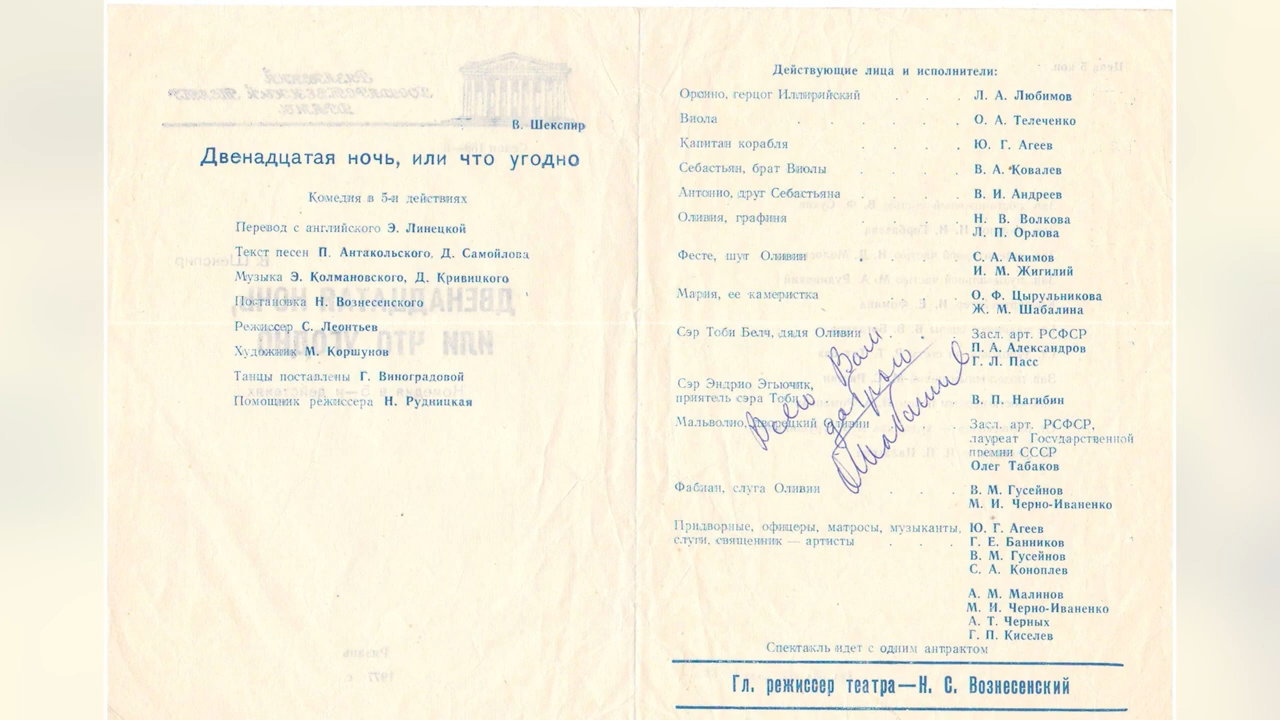 В. Шекспир
Двенадцатая ночь, или что угодно
Комедия в 5-и действиях
Перевод с английского Э. Линецкой
Текст песен П. Антакольского, Д. Самойлова
Музыка Э. Колмановского, Д. Кривицкого
Постановка Н. Вознесенского
Режиссер С. Леонтьев
Художник М. Коршунов
Танцы поставлены Г. Виноградовой
Помощник режиссера Н. Рудницкая
Действующие лица и исполнители:
Орсино, герцог Иллирийский . . . Л. А. Любимов
Виола . . . . . О. А. Телеченко
Капитан корабля . . . . Ю. Г. Агеев
Себастьян, брат Виолы . . . . В. А. Ковалев
Антонио, друг Себастьяна . . . В. И. Андреев
Оливия, графиня . . . . Н. В. Волкова
Л. П. Орлова
Фесте, шут Оливии . . . . С. А. Акимов
И. М. Жигилий
Мария, ее камеристка . . . . О. Ф. Цырульникова
Ж. М. Шабалина
Сэр Тоби Белч, дядя Оливии . . . Засл. арт. РСФСР
П. А. Александров
Г. Л. Пасс
Сэр Эндрио Эгьючик,
приятель сэра Тоби В. П. Нагибин
Мальволио, дворецкий Оливии . . Засл. арт. РСФСР,
лауреат Государственной
премии СССР
Олег Табаков
Всего Вам
доброго!
Фабиан, слуга Оливии . . . В. М. Гусейнов
М. И. Черно-Иваненко
Придворные, офицеры, матросы, музыканты, Ю. Г. Агеев
слуги, священник — артисты . . . Г. Е. Банников
В. М. Гусейнов
С. А. Коноплев
А. М. Малинов
М. И. Черно-Иваненко
А. Т. Черных
Г. П. Киселев
Спектакль идет с одним антрактом
Гл. режиссер театра — Н. С. Вознесенский